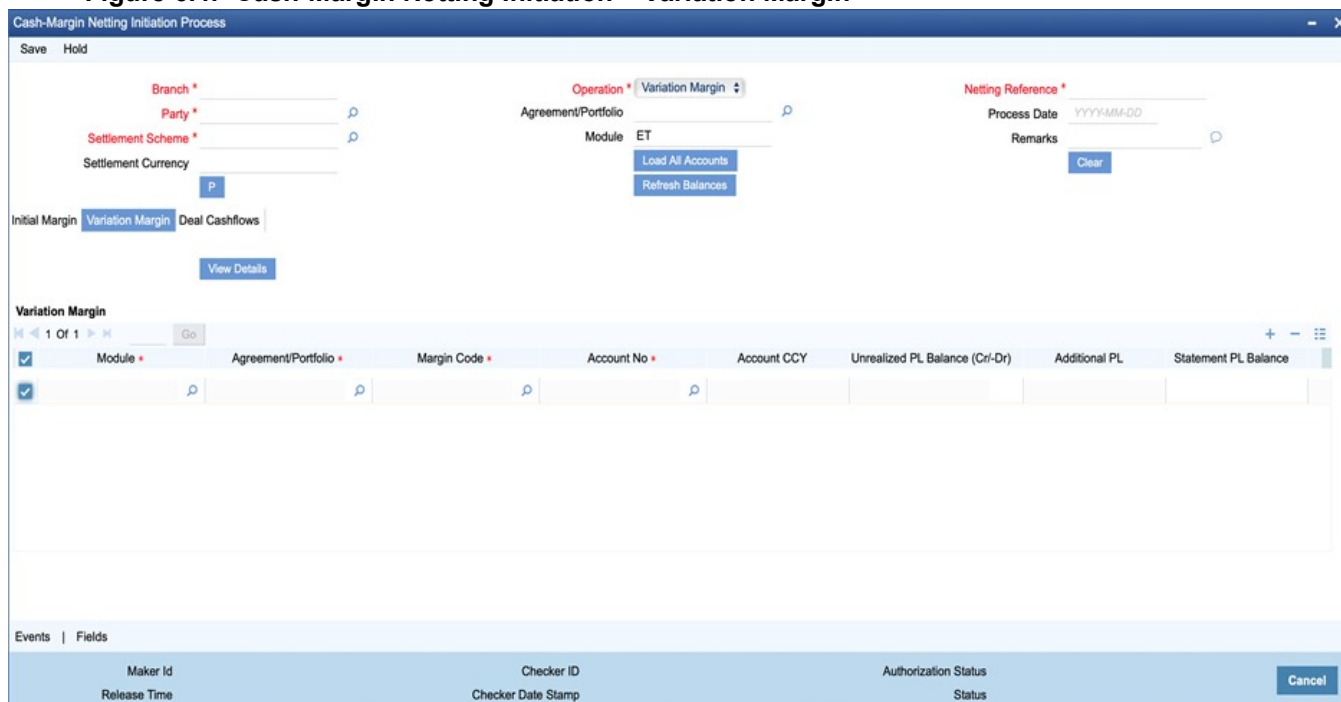 Cash-Margin Netting Initiation Process
Save Hold
Branch * Operation * Variation Margin Netting Reference *
Party * Agreement/Portfolio Process Date YYYY-MM-DD
Settlement Scheme * Module ET Remarks
Settlement Currency Load All Accounts Clear
P Refresh Balances
Initial Margin Variation Margin Deal Cashflows
View Details
Variation Margin
1 Of 1 Go
Module * Agreement/Portfolio * Margin Code * Account No * Account CCY Unrealized PL Balance (Cr/-Dr) Additional PL Statement PL Balance
Events | Fields
Maker Id Checker ID Authorization Status Cancel
Release Time Checker Date Stamp Status